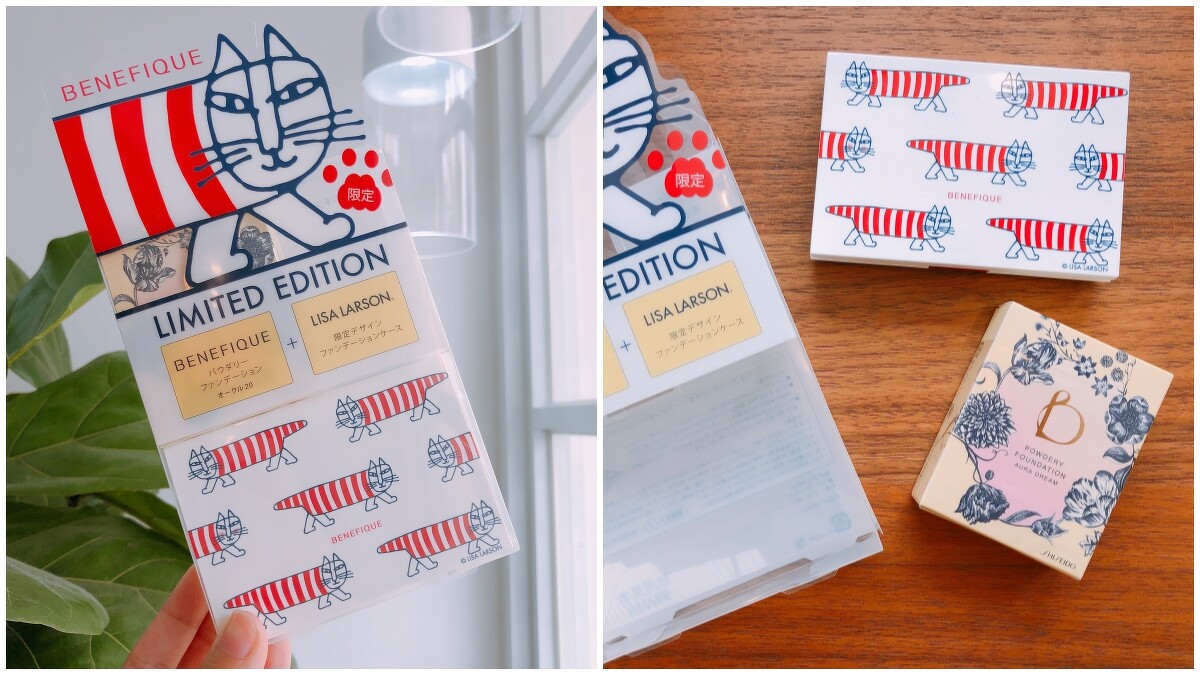 BENEFIQUE
限定
LIMITED EDITION
BENEFIQUE
パウダリー
ファンデーション
オークル20
+
LISA LARSON®
限定デザイン
ファンデーションケース
BENEFIQUE
© LISA LARSON
限定
EDITION
+
LISA LARSON®
限定デザイン
ファンデーションケース
BENEFIQUE
© LISA LARSON
POWDERY
FOUNDATION
AURA DREAM
SHISEIDO